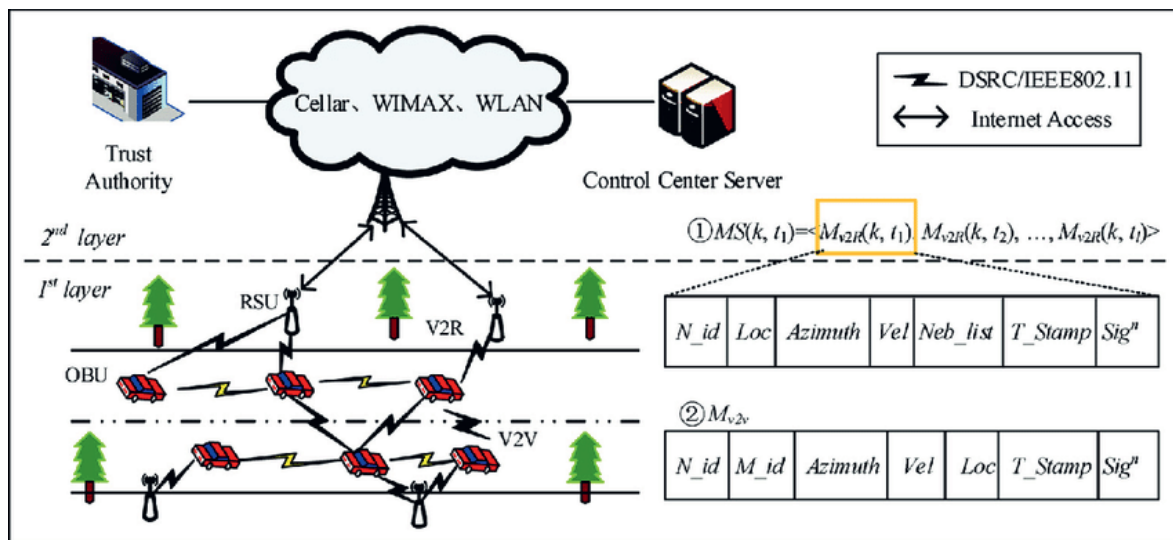 Cellar、WIMAX、WLAN
DSRC/IEEE802.11
Internet Access
Trust
Authority
Control Center Server
2nd layer
①MS(k, t1)=<Mv2R(k, t1), Mv2R(k, t2), …, Mv2R(k, tl)>
1st layer
RSU
V2R
N_id Loc Azimuth Vel Neb_list T_Stamp Sign
OBU
②Mv2v
V2V
N_id M_id Azimuth Vel Loc T_Stamp Sign